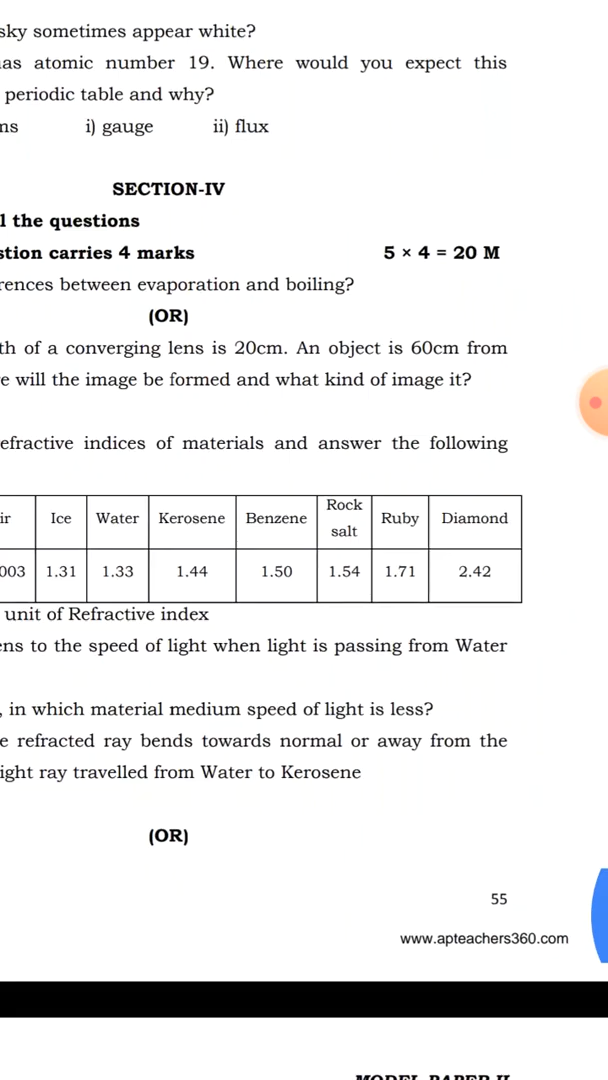 sky sometimes appear white?
as atomic number 19. Where would you expect this
periodic table and why?
ns i) gauge ii) flux
SECTION-IV
l the questions
stion carries 4 marks 5 × 4 = 20 M
rences between evaporation and boiling?
(OR)
th of a converging lens is 20cm. An object is 60cm from
e will the image be formed and what kind of image it?
efractive indices of materials and answer the following
ir Ice Water Kerosene Benzene Rock salt Ruby Diamond
003 1.31 1.33 1.44 1.50 1.54 1.71 2.42
unit of Refractive index
ens to the speed of light when light is passing from Water
, in which material medium speed of light is less?
e refracted ray bends towards normal or away from the
ight ray travelled from Water to Kerosene
(OR)
55
www.apteachers360.com
MODEL PAPER II